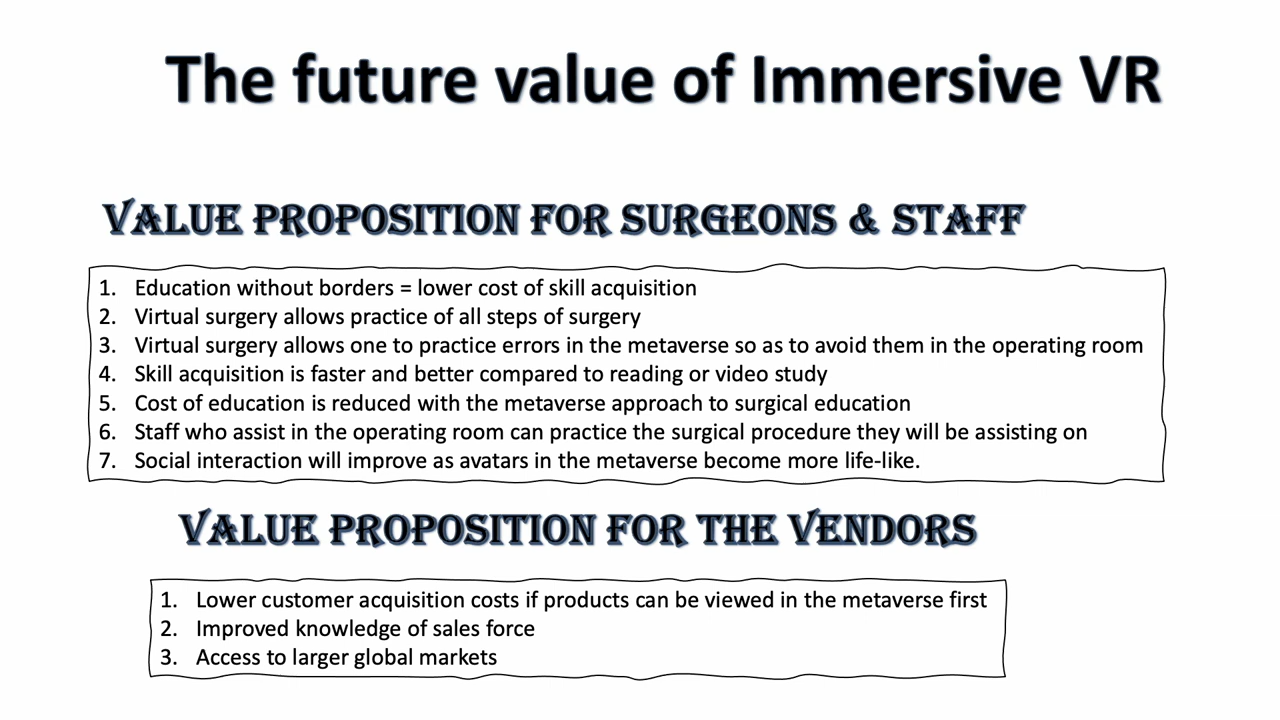 The future value of Immersive VR
VALUE PROPOSITION FOR SURGEONS & STAFF
1. Education without borders = lower cost of skill acquisition
2. Virtual surgery allows practice of all steps of surgery
3. Virtual surgery allows one to practice errors in the metaverse so as to avoid them in the operating room
4. Skill acquisition is faster and better compared to reading or video study
5. Cost of education is reduced with the metaverse approach to surgical education
6. Staff who assist in the operating room can practice the surgical procedure they will be assisting on
7. Social interaction will improve as avatars in the metaverse become more life-like.
VALUE PROPOSITION FOR THE VENDORS
1. Lower customer acquisition costs if products can be viewed in the metaverse first
2. Improved knowledge of sales force
3. Access to larger global markets